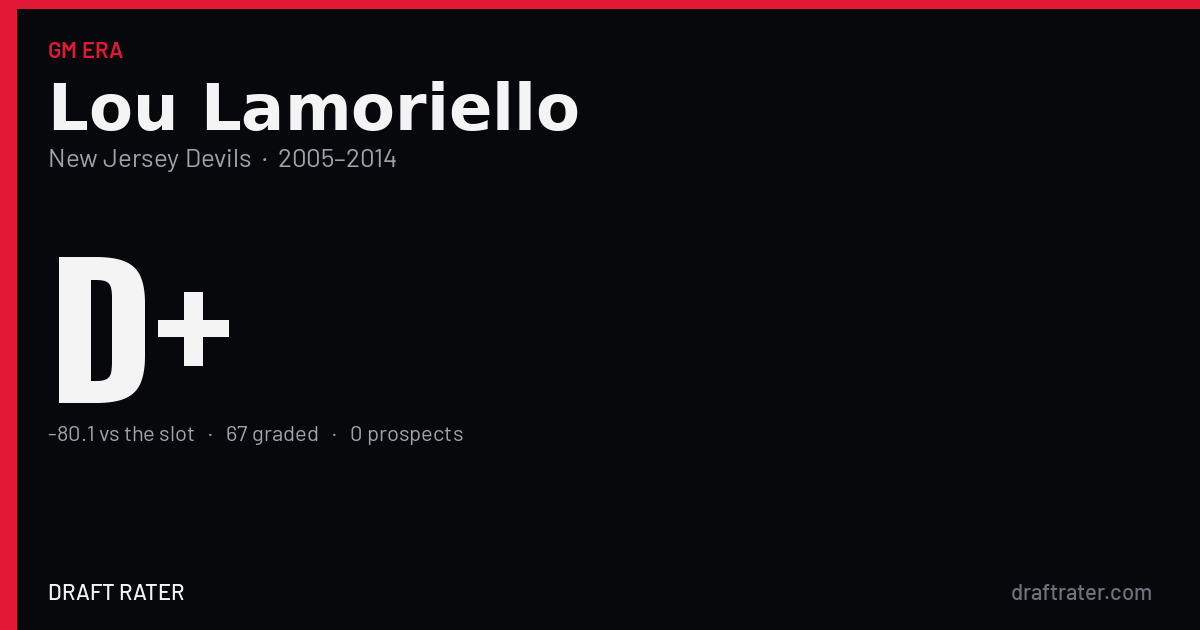 GM ERA
Lou Lamoriello
New Jersey Devils · 2005–2014
D+
-80.1 vs the slot · 67 graded · 0 prospects
DRAFT RATER
draftrater.com